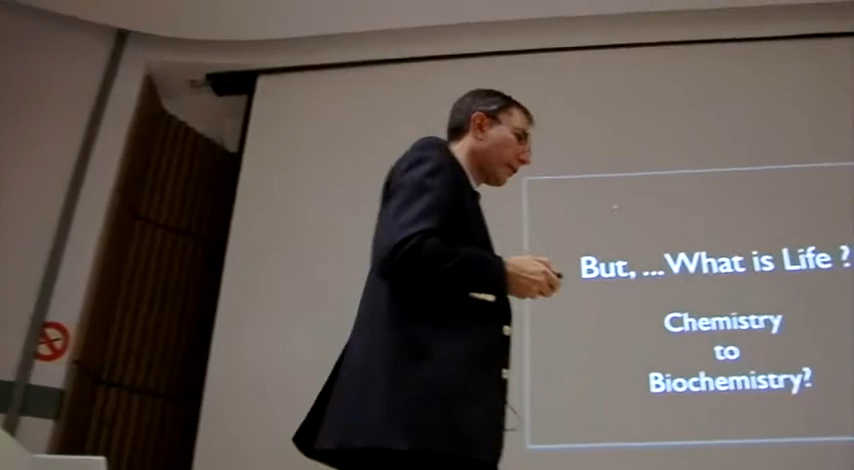 But, ...What is Life ?
Chemistry
to
Biochemistry?